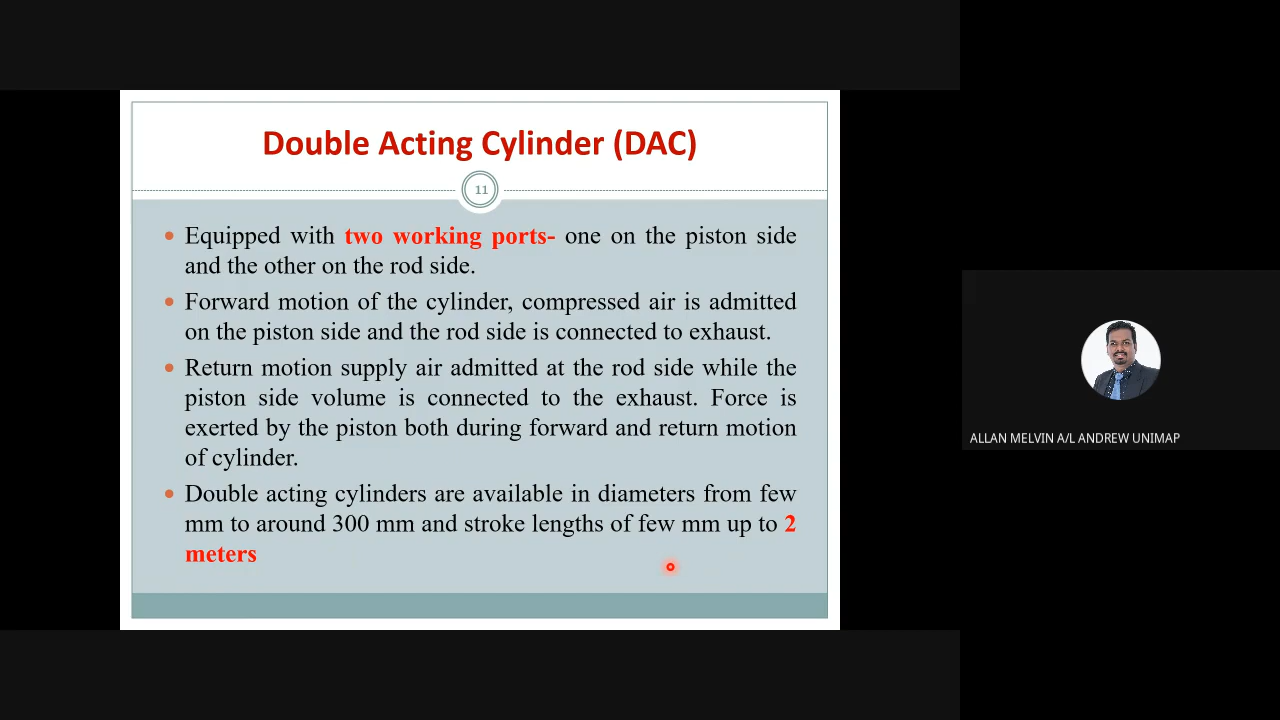 Double Acting Cylinder (DAC)
11
Equipped with two working ports- one on the piston side
and the other on the rod side.
Forward motion of the cylinder, compressed air is admitted
on the piston side and the rod side is connected to exhaust.
Return motion supply air admitted at the rod side while the
piston side volume is connected to the exhaust. Force is
exerted by the piston both during forward and return motion
of cylinder.
Double acting cylinders are available in diameters from few
mm to around 300 mm and stroke lengths of few mm up to 2
meters
ALLAN MELVIN A/L ANDREW UNIMAP